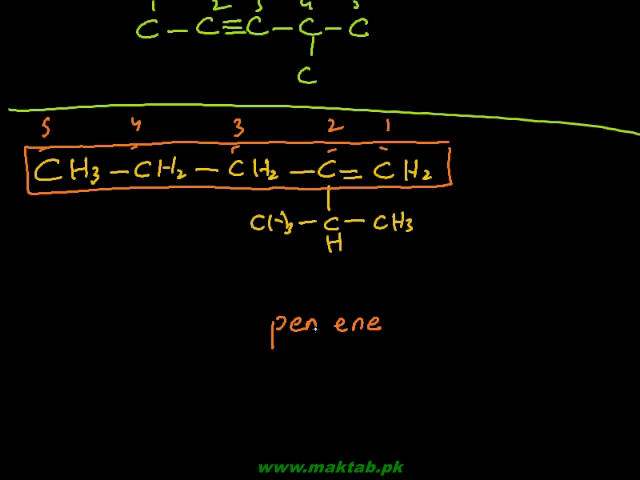 1 2 3 4 5
C – C ≡ C – C – C
C
5 4 3 2 1
CH3 – CH2 – CH2 – C = CH2
CH3 – C – CH3
H
pen ene
www.maktab.pk